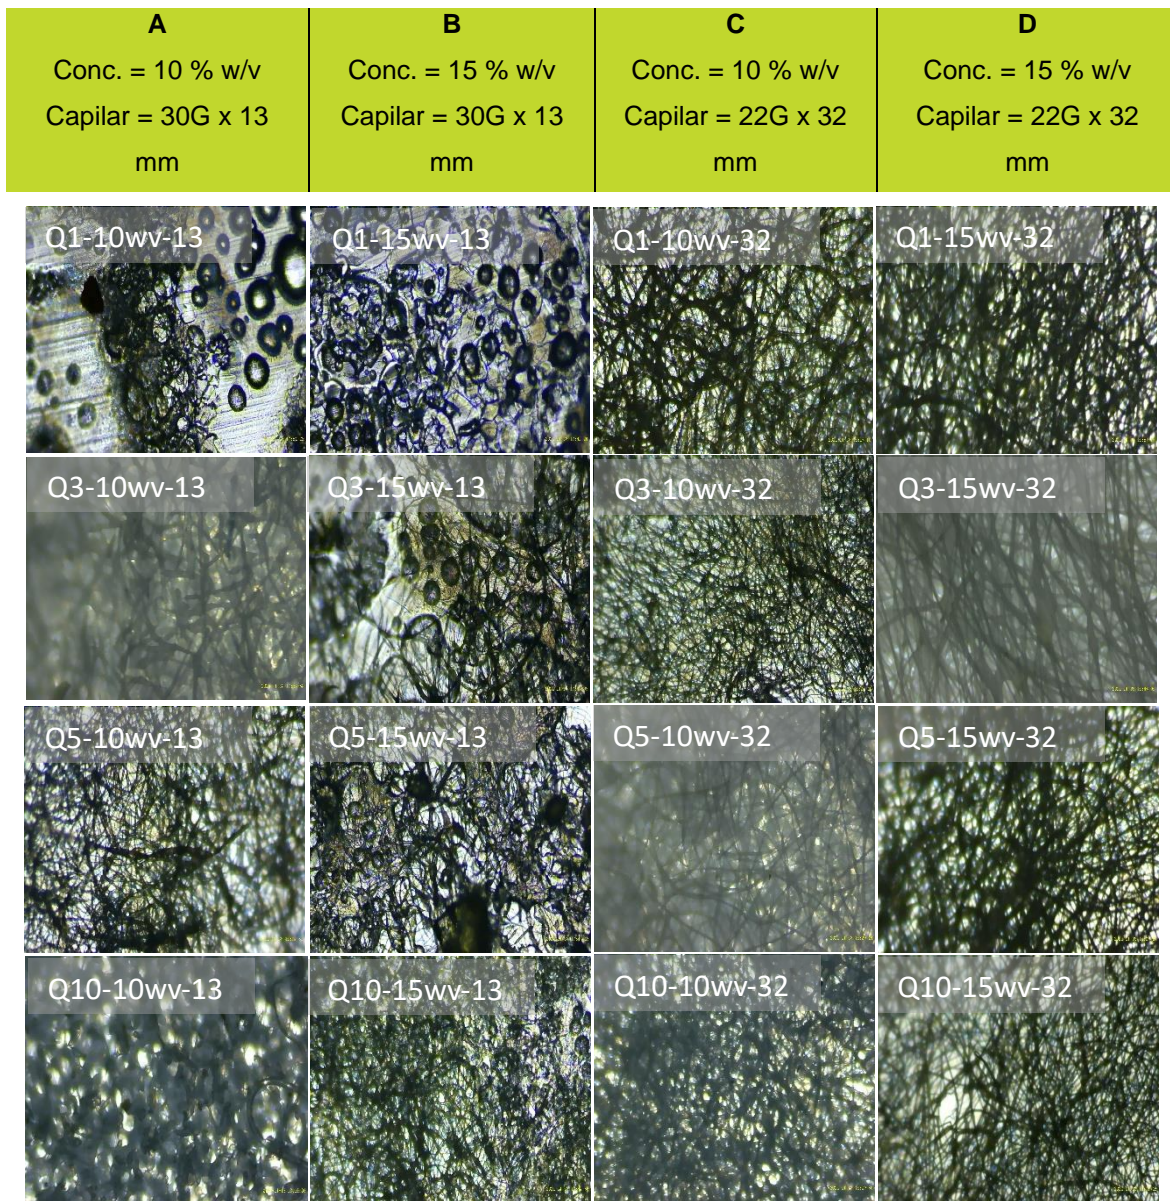 A
Conc. = 10 % w/v
Capilar = 30G x 13
mm
B
Conc. = 15 % w/v
Capilar = 30G x 13
mm
C
Conc. = 10 % w/v
Capilar = 22G x 32
mm
D
Conc. = 15 % w/v
Capilar = 22G x 32
mm
Q1-10wv-13
Q1-15wv-13
Q1-10wv-32
Q1-15wv-32
Q3-10wv-13
Q3-15wv-13
Q3-10wv-32
Q3-15wv-32
Q5-10wv-13
Q5-15wv-13
Q5-10wv-32
Q5-15wv-32
Q10-10wv-13
Q10-15wv-13
Q10-10wv-32
Q10-15wv-32